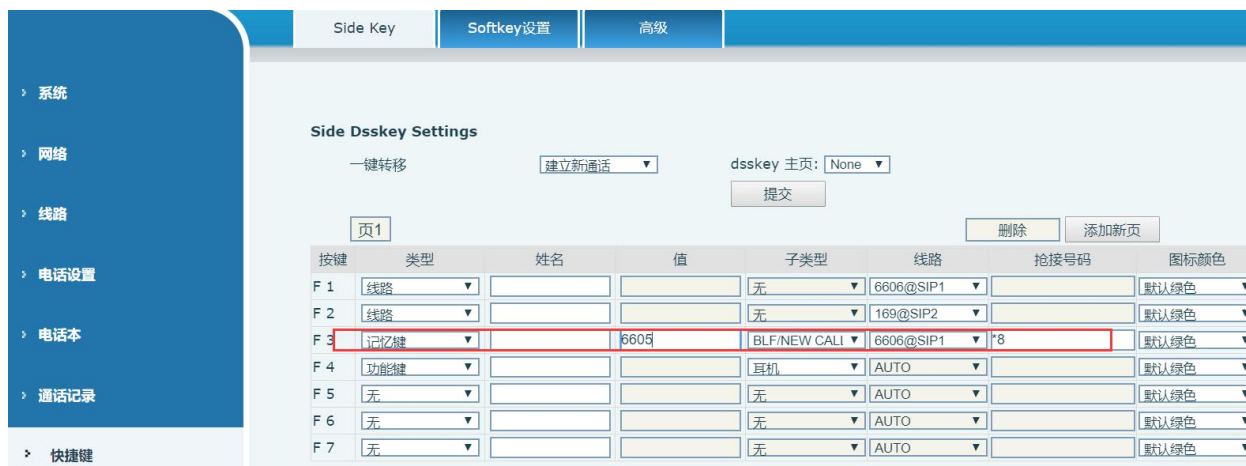 Side Key Softkey设置 高级
系统
网络
线路
电话设置
电话本
通话记录
快捷键
Side Dsskey Settings
一键转移 建立新通话 dsskey 主页: None
提交
页1 删除 添加新页
按键 类型 姓名 值 子类型 线路 抢接号码 图标颜色
F 1 线路 无 6606@SIP1 默认绿色
F 2 线路 无 169@SIP2 默认绿色
F 3 记忆键 6605 BLF/NEW CALL 6606@SIP1 *8 默认绿色
F 4 功能键 耳机 AUTO 默认绿色
F 5 无 无 AUTO 默认绿色
F 6 无 无 AUTO 默认绿色
F 7 无 无 AUTO 默认绿色